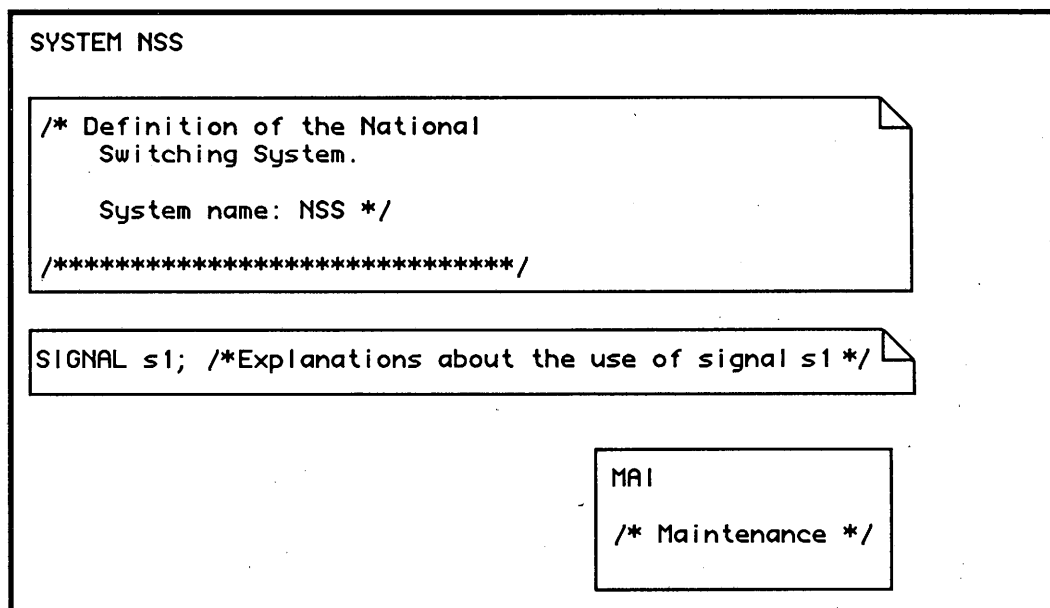 SYSTEM NSS
/* Definition of the National
Switching System.
System name: NSS */
/******************************/
SIGNAL s1; /*Explanations about the use of signal s1 */
MAI
/* Maintenance */